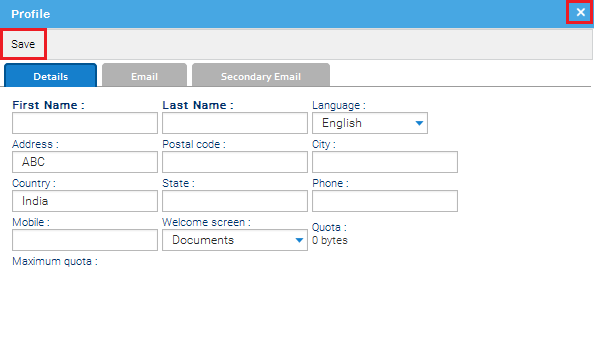 Profile
Save
Details Email Secondary Email
First Name : Last Name : Language :
English
Address : Postal code : City :
ABC
Country : State : Phone :
India
Mobile : Welcome screen : Quota :
Documents 0 bytes
Maximum quota :